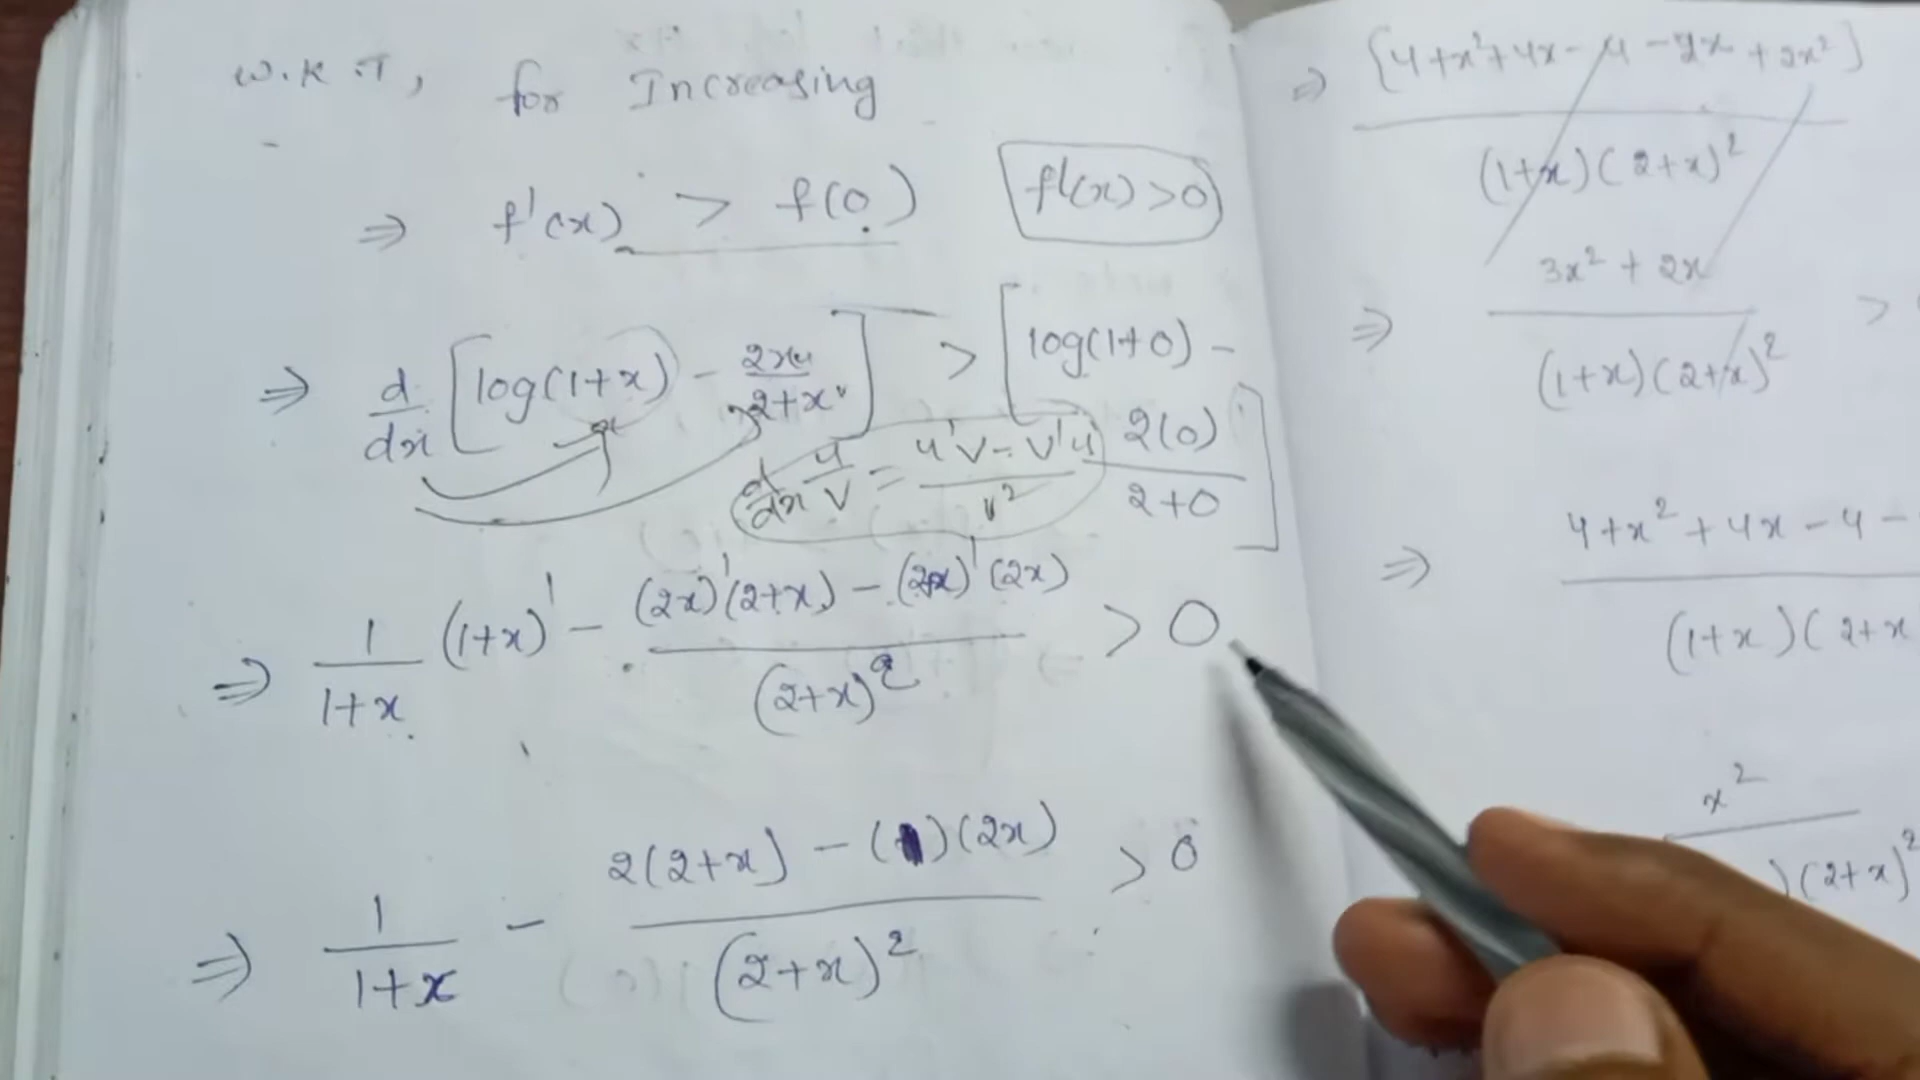 W.K.T, for Increasing
⇒ f'(x) > f(0)
f'(x)>0
⇒ d/dx [log(1+x) - 2x/2+x] > [log(1+0) - 2(0)/2+0]
d/dx u/v = u'v - v'u / v²
⇒ 1/1+x (1+x)' - (2x)'(2+x) - (2+x)'(2x) / (2+x)² > 0
⇒ 1/1+x - 2(2+x) - (1)(2x) / (2+x)² > 0
⇒ [4+x²+4x-4-2x+2x²] / (1+x)(2+x)²
⇒ 3x² + 2x / (1+x)(2+x)² >
⇒ 4+x²+4x-4- / (1+x)(2+x
x² / )(2+x)²